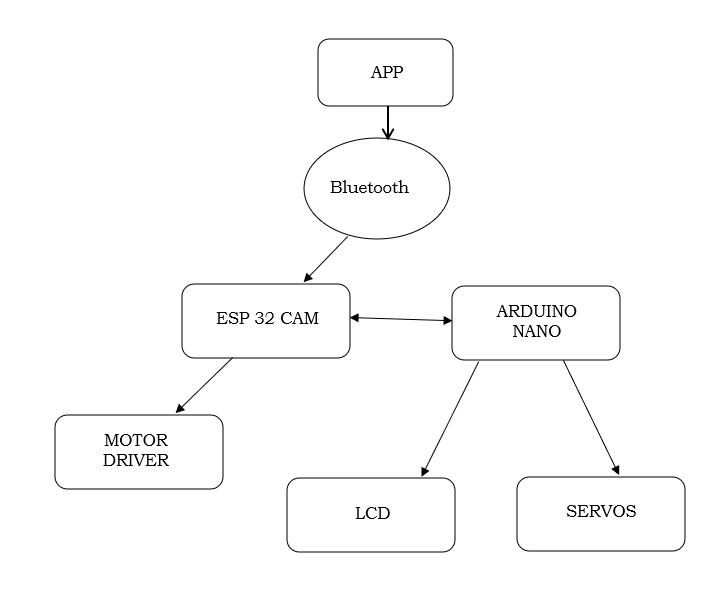 APP
Bluetooth
ESP 32 CAM
ARDUINO
NANO
MOTOR
DRIVER
LCD
SERVOS